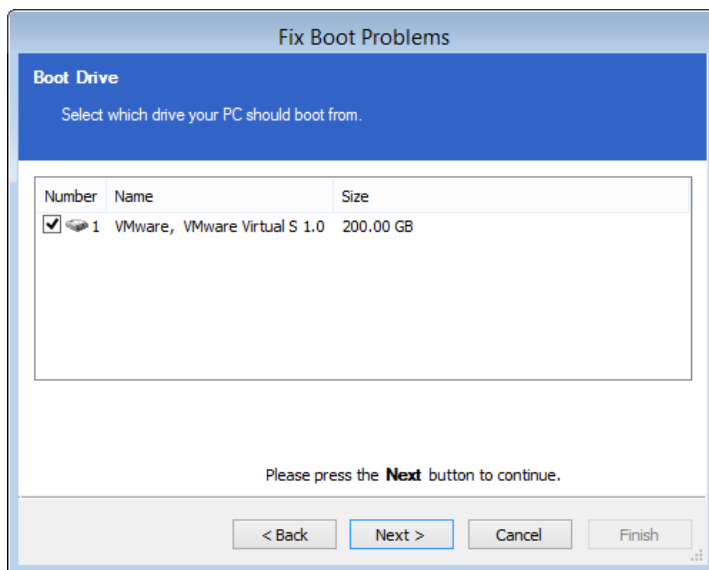 Fix Boot Problems
Boot Drive
Select which drive your PC should boot from.
Number Name Size
1 VMware, VMware Virtual S 1.0 200.00 GB
Please press the Next button to continue.
< Back Next > Cancel Finish